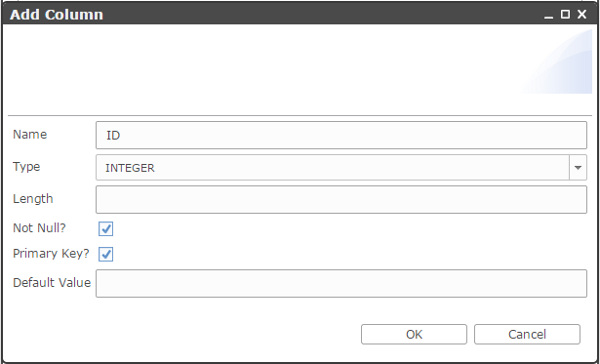 Add Column
Name ID
Type INTEGER
Length
Not Null?
Primary Key?
Default Value
OK Cancel